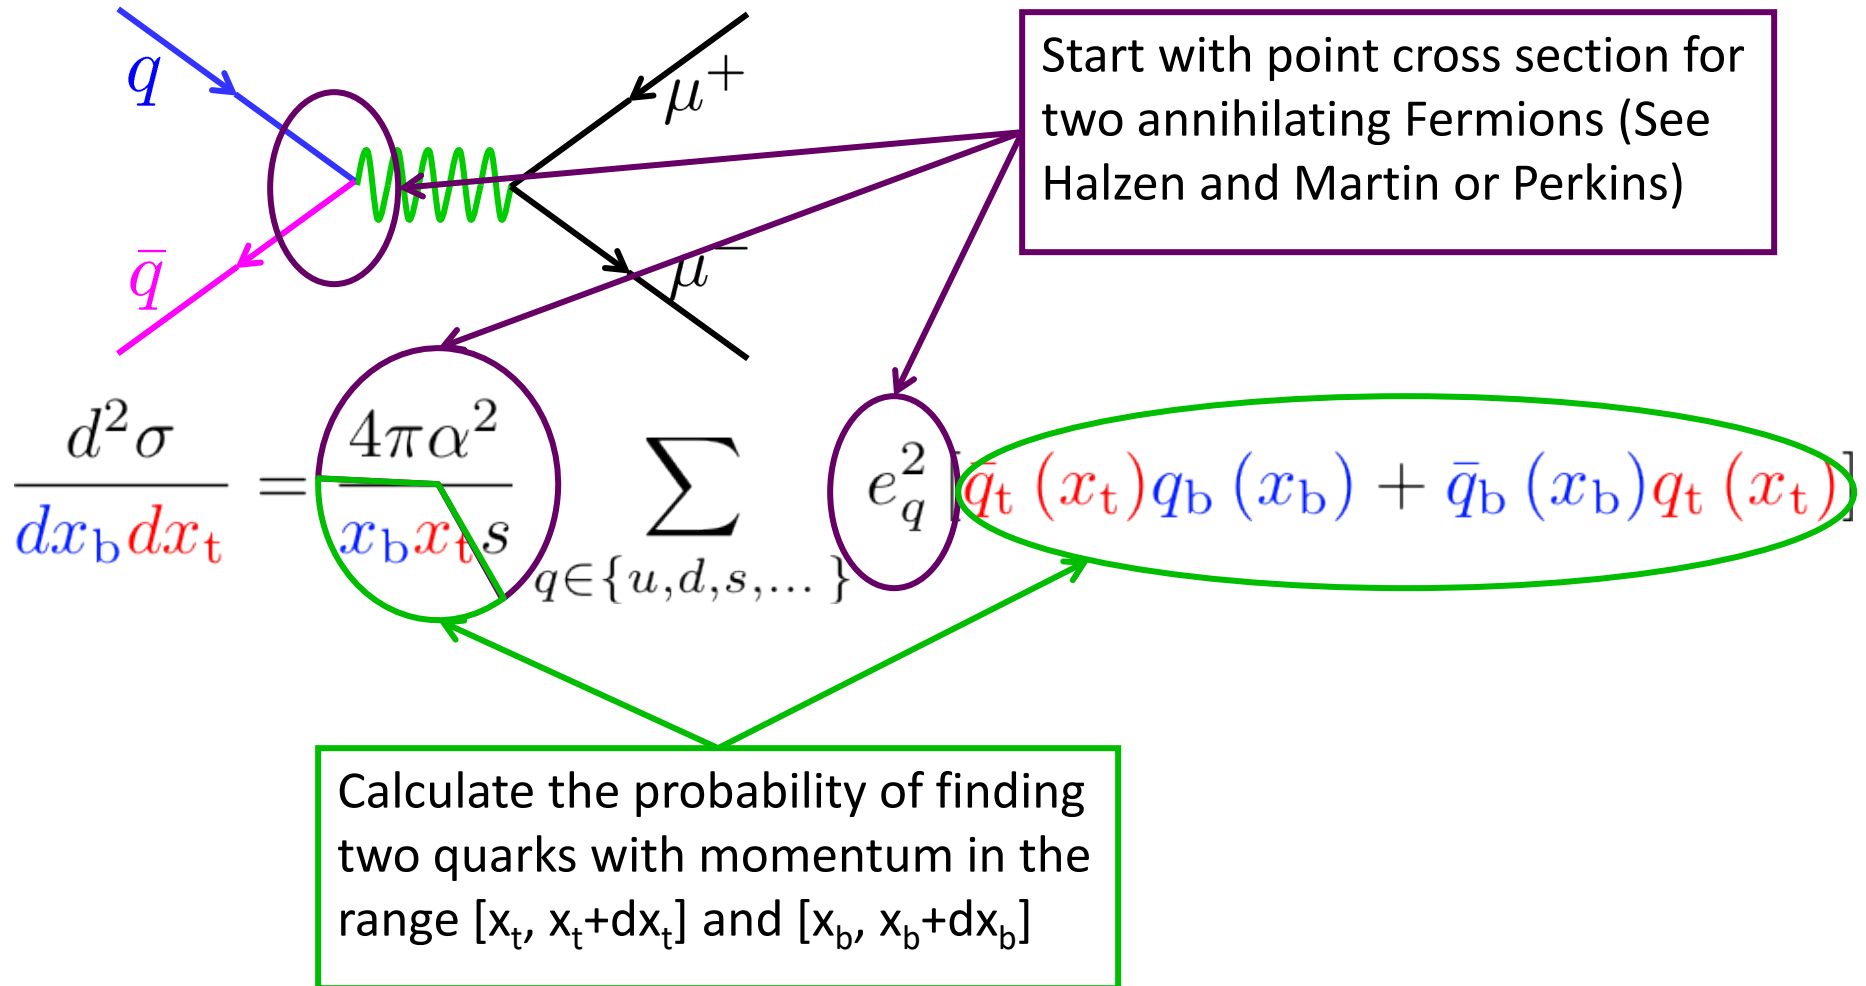 q
μ⁺
Start with point cross section for
two annihilating Fermions (See
Halzen and Martin or Perkins)
q̄
μ⁻
d²σ / dx_b dx_t = 4πα² / x_b x_t s ∑_{q∈{u,d,s,... }} e_q² [q̄_t (x_t) q_b (x_b) + q̄_b (x_b) q_t (x_t)]
Calculate the probability of finding
two quarks with momentum in the
range [x_t, x_t+dx_t] and [x_b, x_b+dx_b]